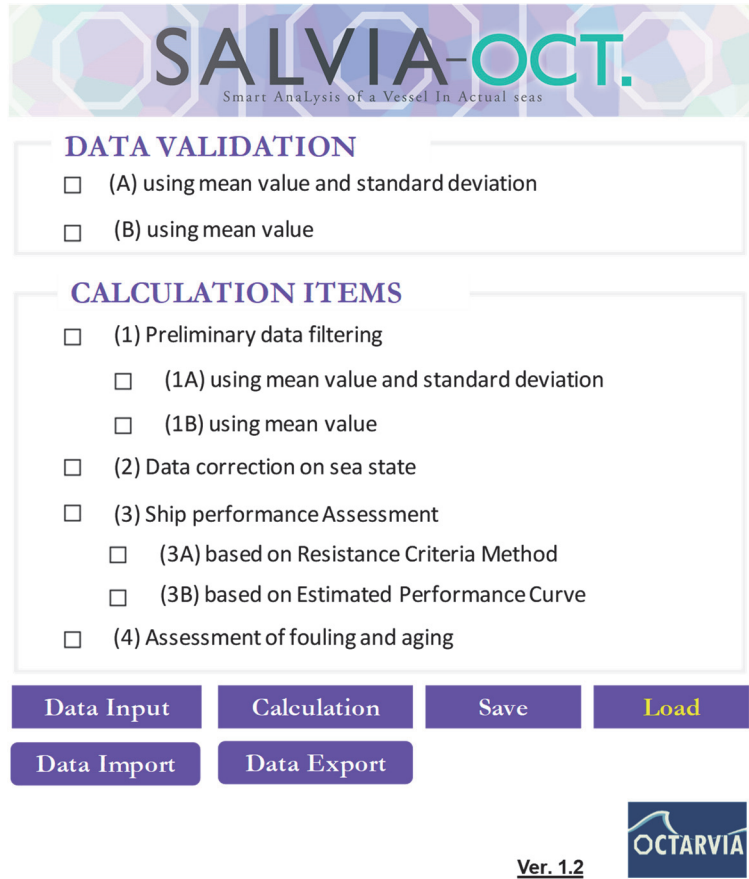 SALVIA-OCT.
Smart AnaLysis of a Vessel In Actual seas
DATA VALIDATION
(A) using mean value and standard deviation
(B) using mean value
CALCULATION ITEMS
(1) Preliminary data filtering
(1A) using mean value and standard deviation
(1B) using mean value
(2) Data correction on sea state
(3) Ship performance Assessment
(3A) based on Resistance Criteria Method
(3B) based on Estimated Performance Curve
(4) Assessment of fouling and aging
Data Input Calculation Save Load
Data Import Data Export
OCTARVIA
Ver. 1.2